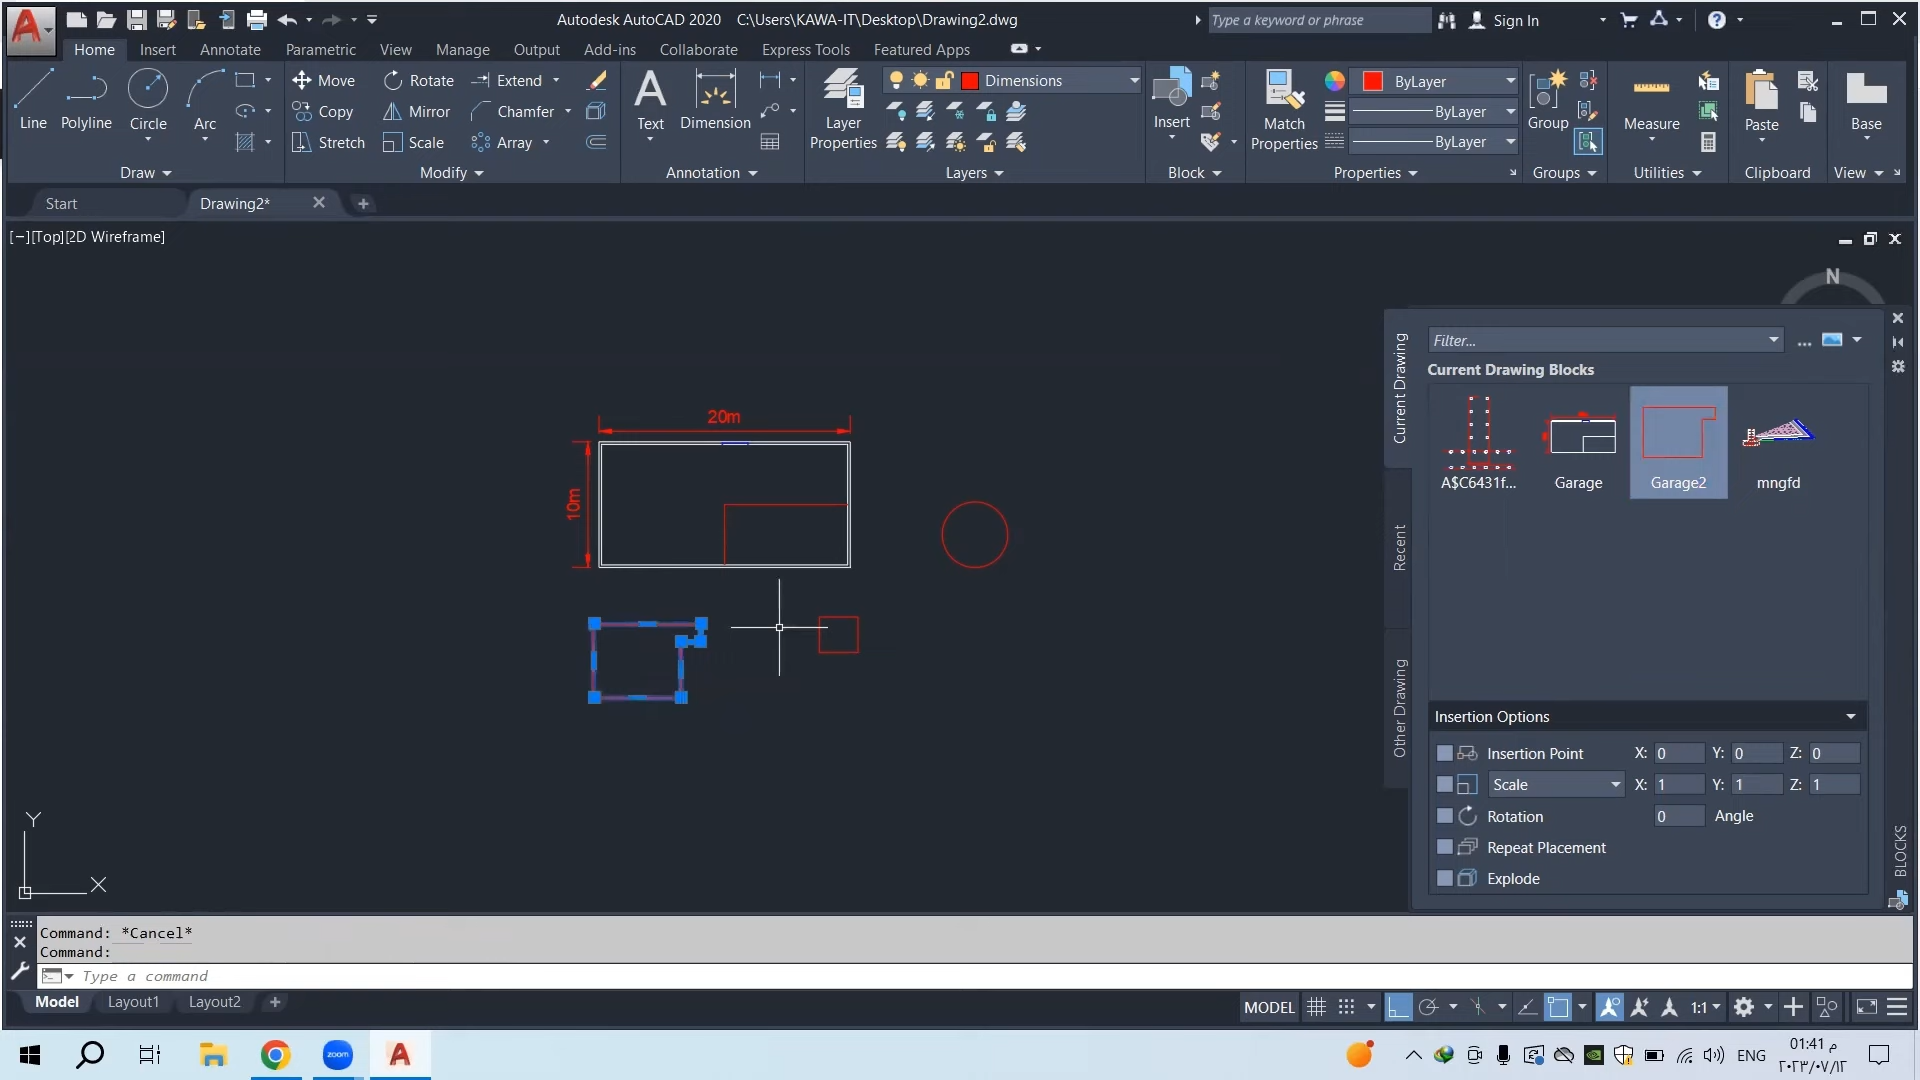 Autodesk AutoCAD 2020 C:\Users\KAWA-IT\Desktop\Drawing2.dwg
Type a keyword or phrase
Sign In
Home Insert Annotate Parametric View Manage Output Add-ins Collaborate Express Tools Featured Apps
Line Polyline Circle Arc
Move Rotate Extend
Copy Mirror Chamfer
Stretch Scale Array
Text Dimension
Layer Properties
Dimensions
Insert
Match Properties
ByLayer
ByLayer
ByLayer
Group
Measure
Paste
Base
Draw Modify Annotation Layers Block Properties Groups Utilities Clipboard View
Start Drawing2*
[−][Top][2D Wireframe]
N
20m
10m
Current Drawing
Recent
Other Drawing
Filter...
Current Drawing Blocks
A$C6431f... Garage Garage2 mngfd
Insertion Options
Insertion Point X: 0 Y: 0 Z: 0
Scale X: 1 Y: 1 Z: 1
Rotation 0 Angle
Repeat Placement
Explode
BLOCKS
Y
X
Command: *Cancel*
Command:
Type a command
Model Layout1 Layout2
MODEL 1:1
zoom
ENG
01:41 م
٢٠٢٣/٠٧/١٢